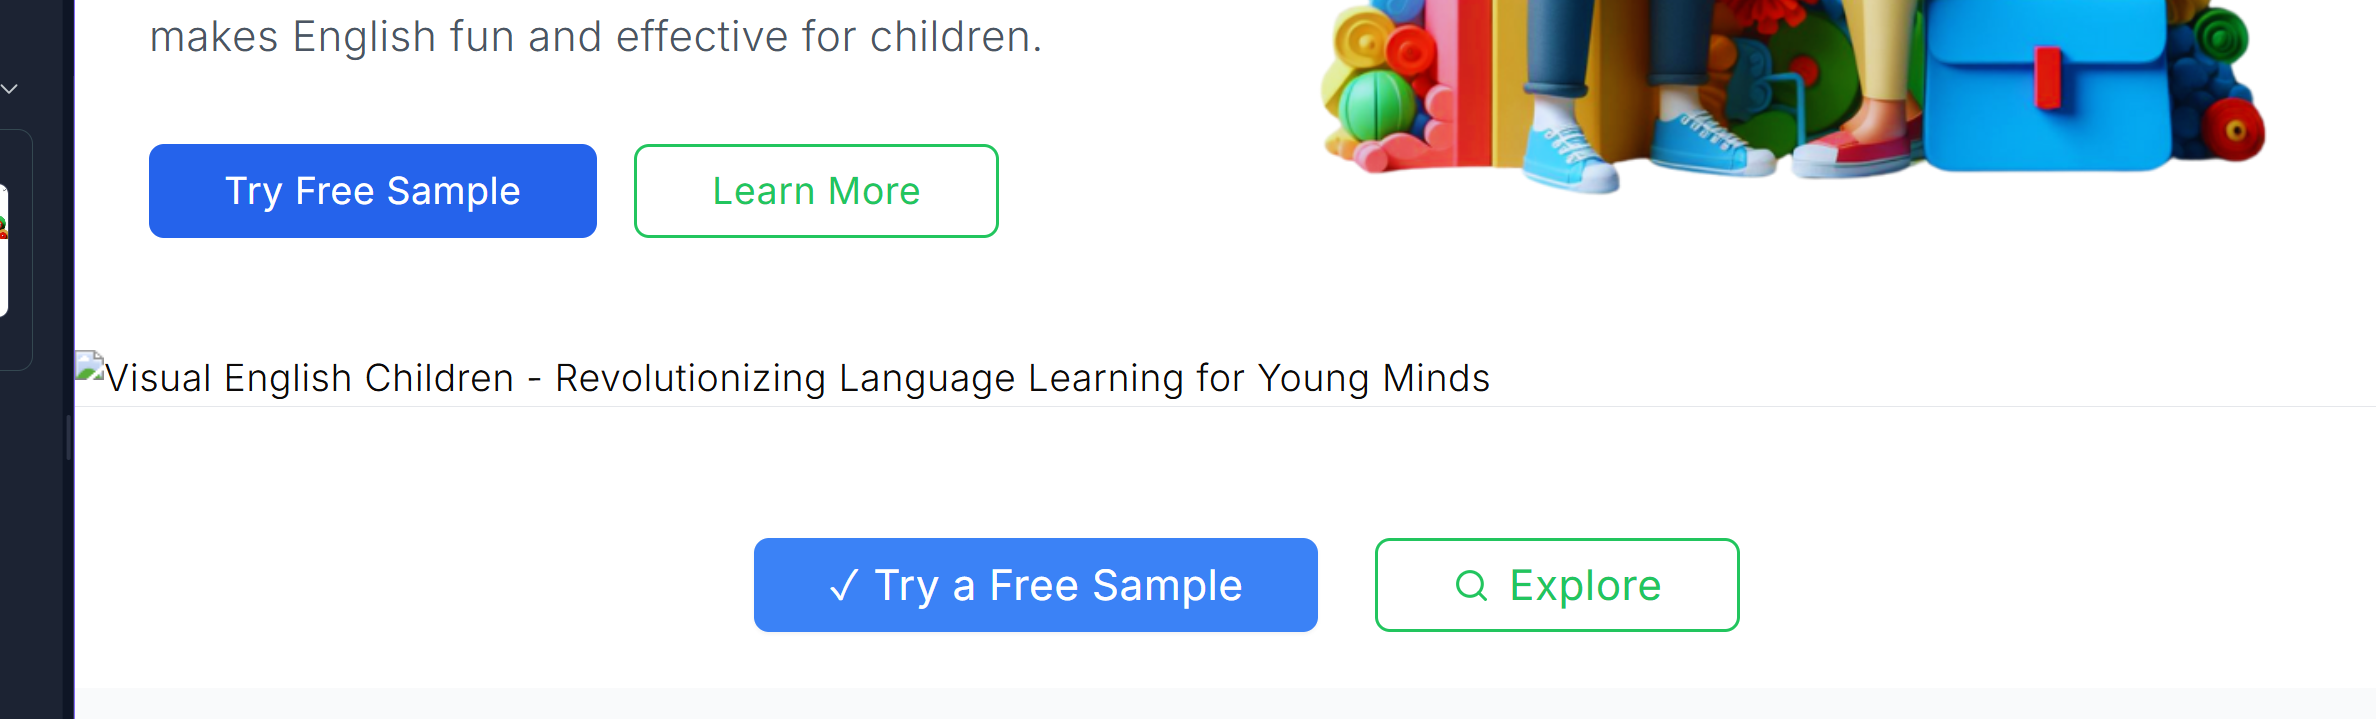 makes English fun and effective for children.
Try Free Sample
Learn More
Visual English Children - Revolutionizing Language Learning for Young Minds
✓ Try a Free Sample
Explore